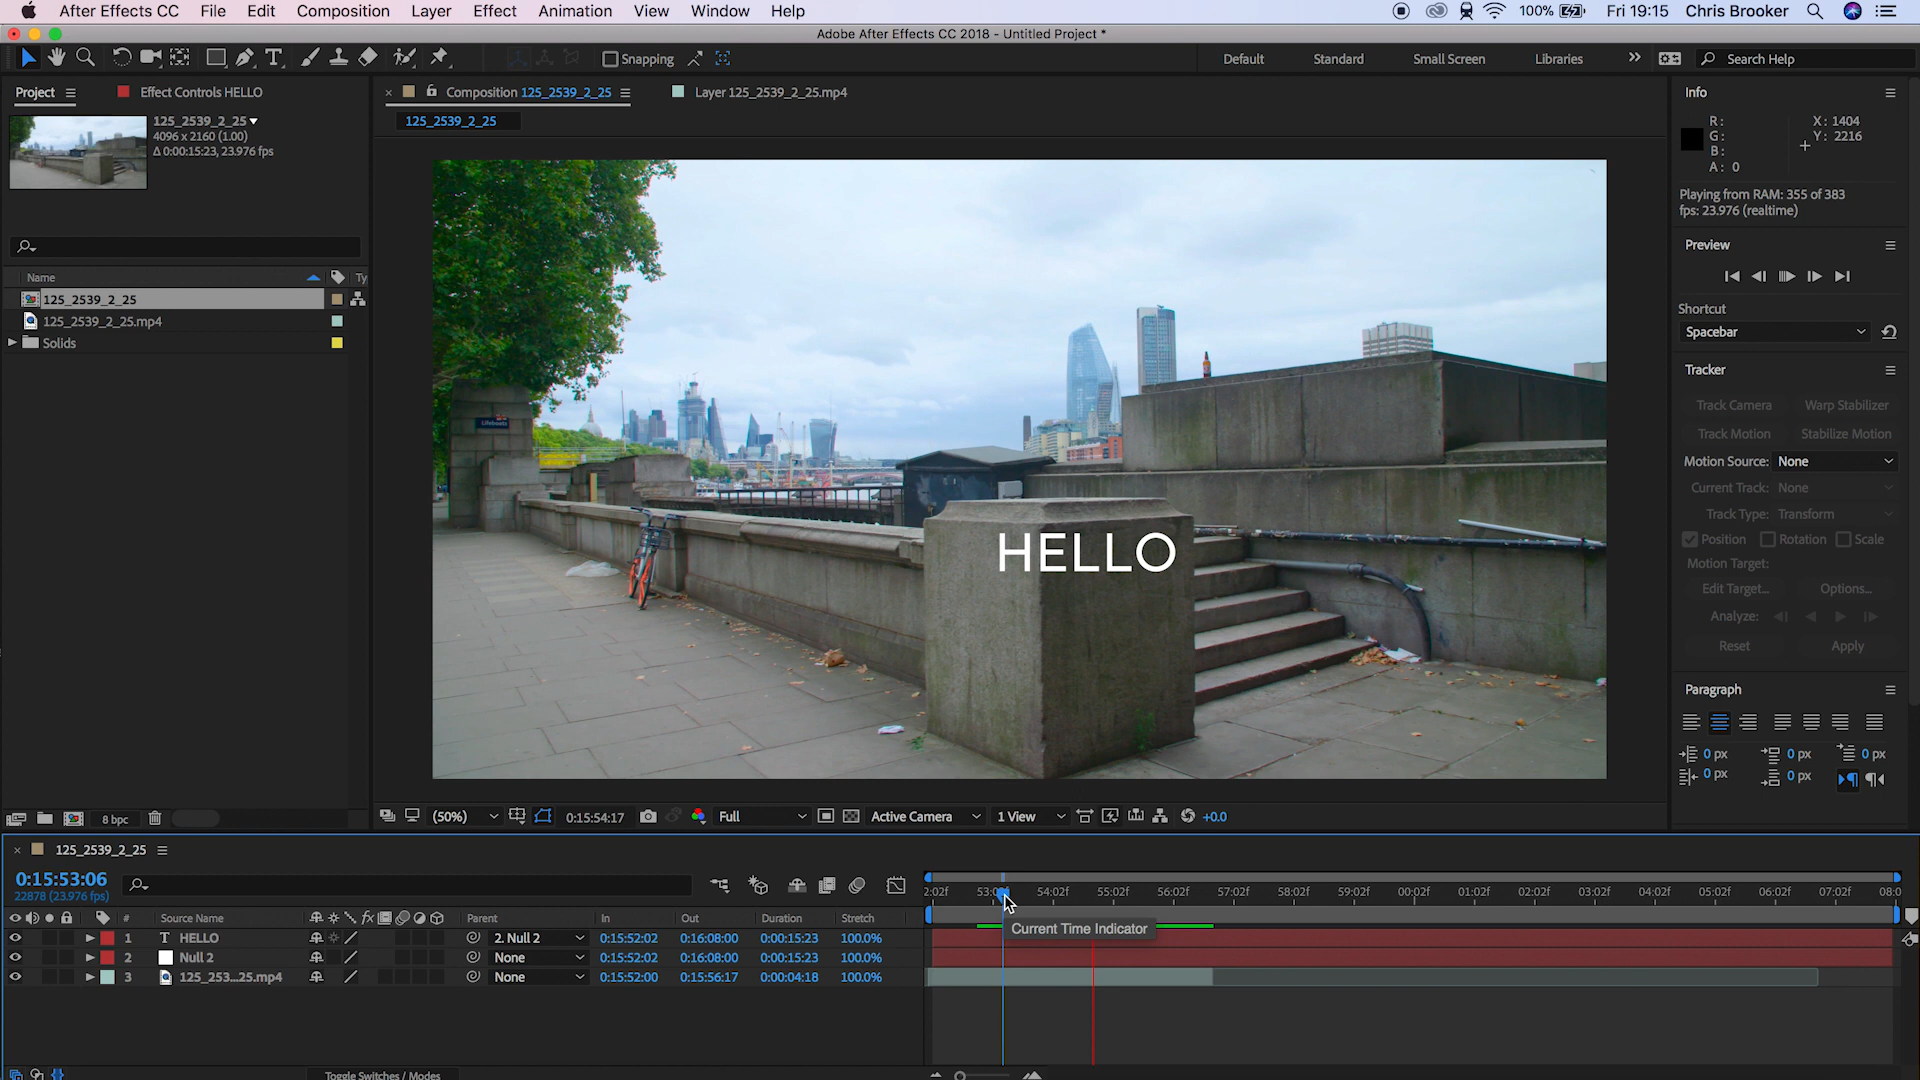 After Effects CC File Edit Composition Layer Effect Animation View Window Help 100% Fri 19:15 Chris Brooker
Adobe After Effects CC 2018 - Untitled Project *
Snapping Default Standard Small Screen Libraries Search Help
Project Effect Controls HELLO
125_2539_2_25
4096 x 2160 (1.00)
Δ 0:00:15:23, 23.976 fps
Name Ty
125_2539_2_25
125_2539_2_25.mp4
Solids
8 bpc
Composition 125_2539_2_25 Layer 125_2539_2_25.mp4
125_2539_2_25
Lifeboats
HELLO
(50%) 0:15:54:17 Full Active Camera 1 View +0.0
Info
R: X: 1404
G: Y: 2216
B:
A: 0
Playing from RAM: 355 of 383
fps: 23.976 (realtime)
Preview
Shortcut
Spacebar
Tracker
Track Camera Warp Stabilizer
Track Motion Stabilize Motion
Motion Source: None
Current Track: None
Track Type: Transform
Position Rotation Scale
Motion Target:
Edit Target... Options...
Analyze:
Reset Apply
Paragraph
0 px 0 px 0 px
0 px 0 px
125_2539_2_25
0:15:53:06
22878 (23.976 fps)
2:02f 53:02f 54:02f 55:02f 56:02f 57:02f 58:02f 59:02f 00:02f 01:02f 02:02f 03:02f 04:02f 05:02f 06:02f 07:02f 08:0
# Source Name fx Parent In Out Duration Stretch
Current Time Indicator
1 T HELLO 2. Null 2 0:15:52:02 0:16:08:00 0:00:15:23 100.0%
2 Null 2 None 0:15:52:02 0:16:08:00 0:00:15:23 100.0%
3 125_253...25.mp4 None 0:15:52:00 0:15:56:17 0:00:04:18 100.0%
Toggle Switches / Modes